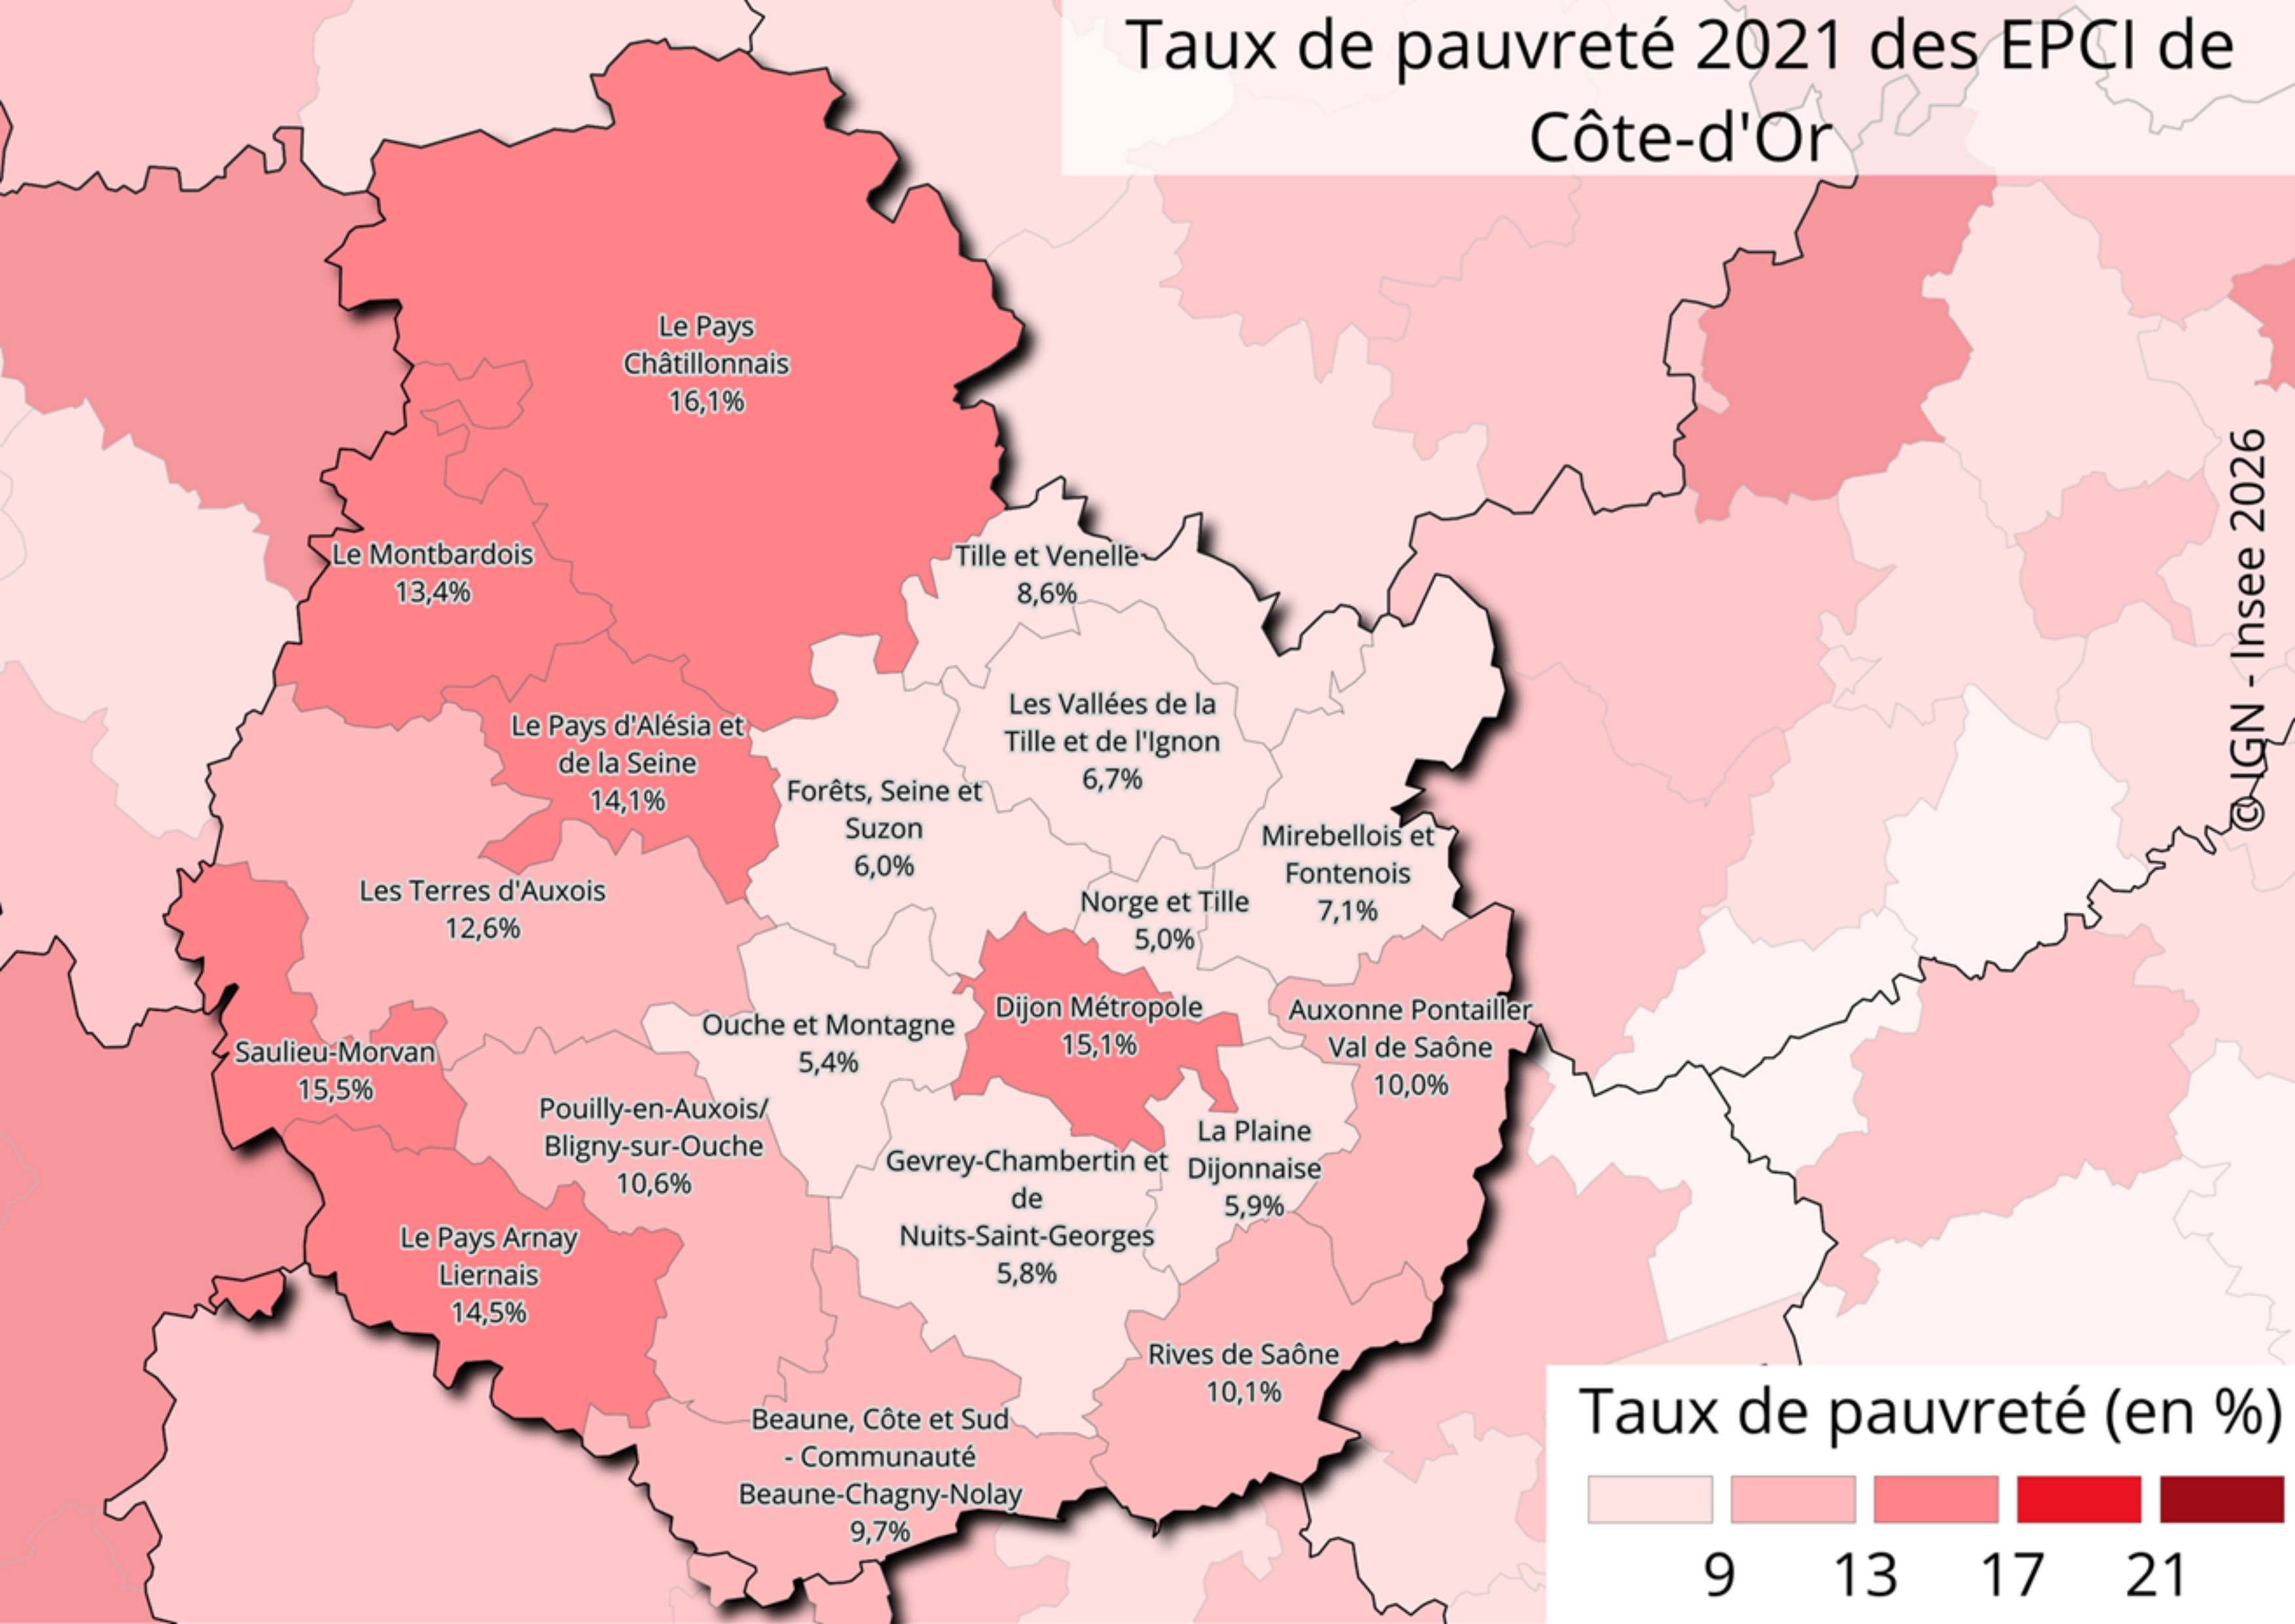 Taux de pauvreté 2021 des EPCI de
Côte-d'Or
Le Pays
Châtillonnais
16,1%
Le Montbardois
13,4%
Tille et Venelle
8,6%
Le Pays d'Alésia et
de la Seine
14,1%
Les Vallées de la
Tille et de l'Ignon
6,7%
Forêts, Seine et
Suzon
6,0%
Mirebellois et
Fontenois
7,1%
Les Terres d'Auxois
12,6%
Norge et Tille
5,0%
Ouche et Montagne
5,4%
Dijon Métropole
15,1%
Auxonne Pontailler
Val de Saône
10,0%
Saulieu-Morvan
15,5%
Pouilly-en-Auxois/
Bligny-sur-Ouche
10,6%
Gevrey-Chambertin et
de
Nuits-Saint-Georges
5,8%
La Plaine
Dijonnaise
5,9%
Le Pays Arnay
Liernais
14,5%
Rives de Saône
10,1%
Beaune, Côte et Sud
- Communauté
Beaune-Chagny-Nolay
9,7%
© IGN - Insee 2026
Taux de pauvreté (en %)
9 13 17 21